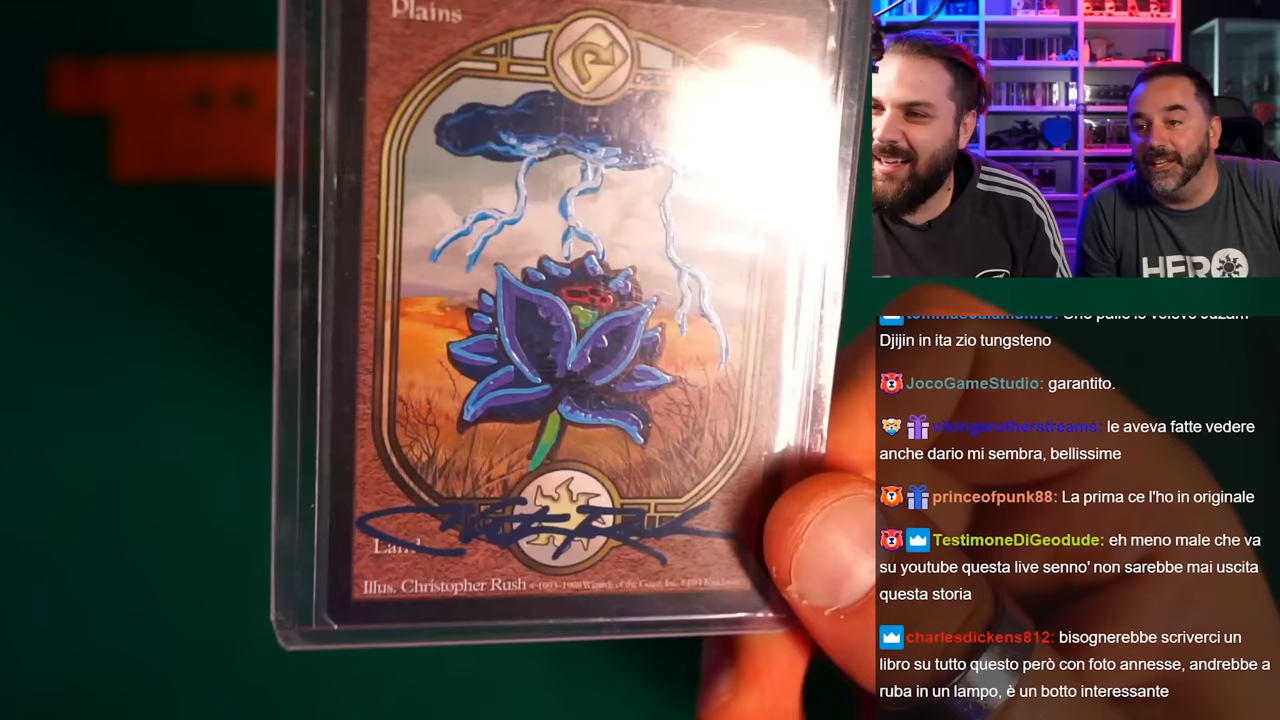 Plains
HERO
Djijin in ita zio tungsteno
JocoGameStudio: garantito.
vikingbrotherstreams: le aveva fatte vedere
anche dario mi sembra, bellissime
princeofpunk88: La prima ce l'ho in originale
TestimoneDiGeodude: eh meno male che va
su youtube questa live senno' non sarebbe mai uscita
questa storia
charlesdickens812: bisognerebbe scriverci un
libro su tutto questo però con foto annesse, andrebbe a
ruba in un lampo, è un botto interessante
Land
Illus. Christopher Rush